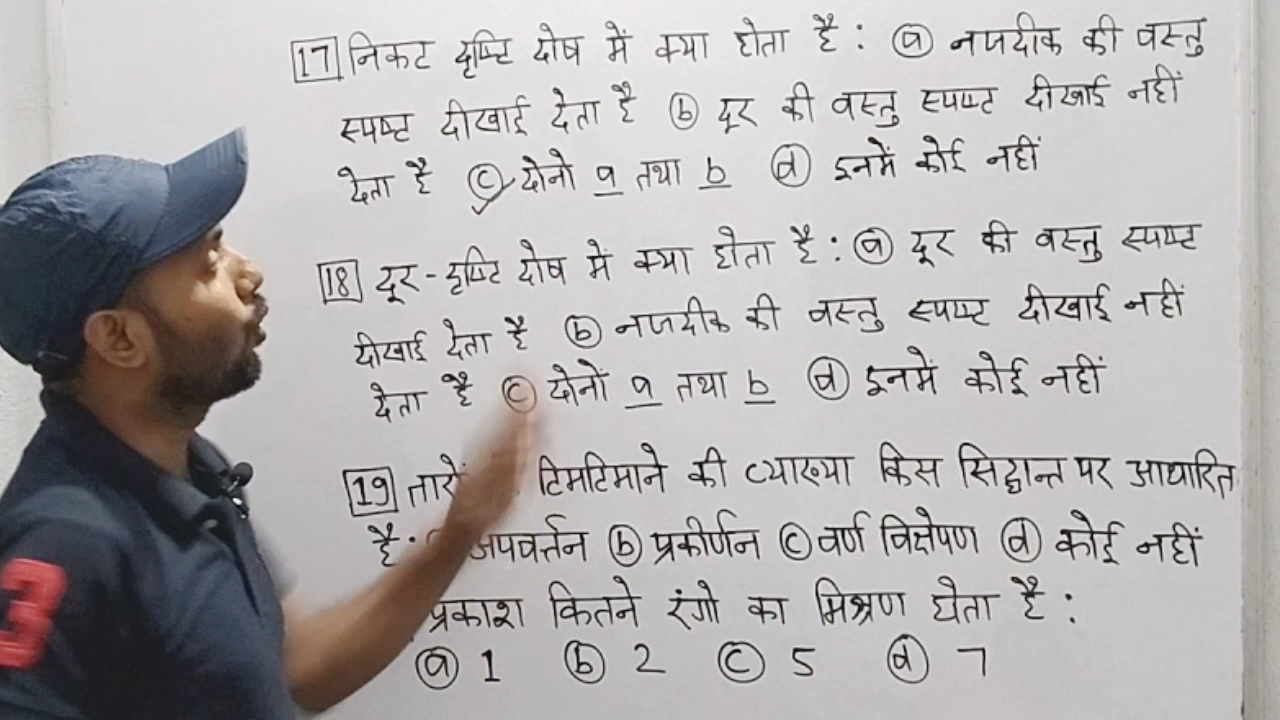 17 निकट दृष्टि दोष में क्या होता है : ⓐ नजदीक की वस्तु
स्पष्ट दीखाई देता है ⓑ दूर की वस्तु स्पष्ट दीखाई नहीं
देता है ⓒ दोनो a तथा b ⓓ इनमें कोई नहीं
18 दूर-दृष्टि दोष में क्या होता है : ⓐ दूर की वस्तु स्पष्ट
दीखाई देता है ⓑ नजदीक की वस्तु स्पष्ट दीखाई नहीं
देता है ⓒ दोनों a तथा b ⓓ इनमें कोई नहीं
19 टिमटिमाने की व्याख्या किस सिद्धान्त पर आधारित
है : अपवर्त्तन ⓑ प्रकीर्णन ⓒ वर्ण विक्षेपण ⓓ कोई नहीं
प्रकाश कितने रंगो का मिश्रण होता है :
ⓐ 1 ⓑ 2 ⓒ 5 ⓓ 7
3